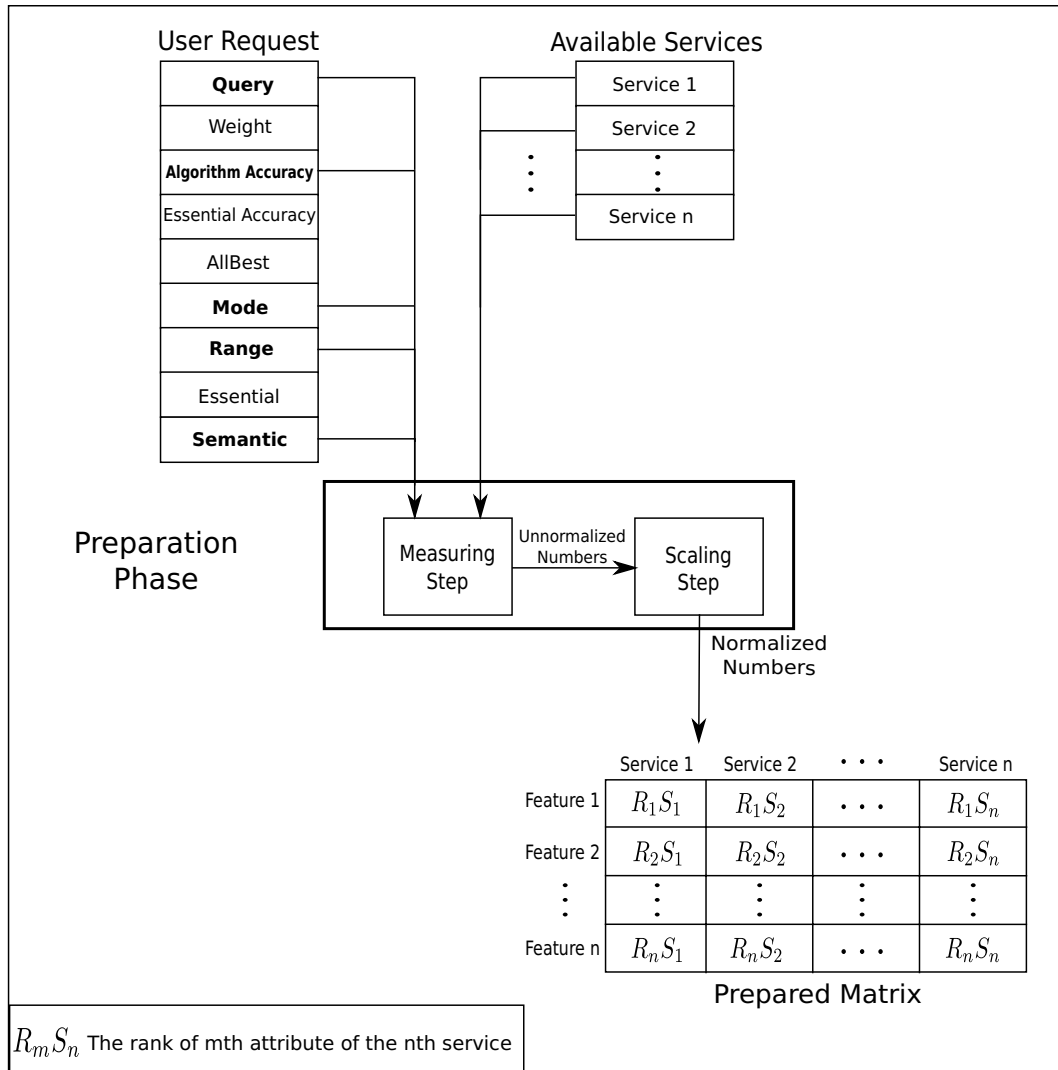 User Request
Query
Weight
Algorithm Accuracy
Essential Accuracy
AllBest
Mode
Range
Essential
Semantic
Available Services
Service 1
Service 2
⋮ ⋮
Service n
Preparation
Phase
Measuring
Step
Unnormalized
Numbers
Scaling
Step
Normalized
Numbers
Service 1 Service 2 · · · Service n
Feature 1 R₁S₁ R₁S₂ · · · R₁Sₙ
Feature 2 R₂S₁ R₂S₂ · · · R₂Sₙ
⋮ ⋮ ⋮ ⋮ ⋮
Feature n RₙS₁ RₙS₂ · · · RₙSₙ
Prepared Matrix
RₘSₙ The rank of mth attribute of the nth service